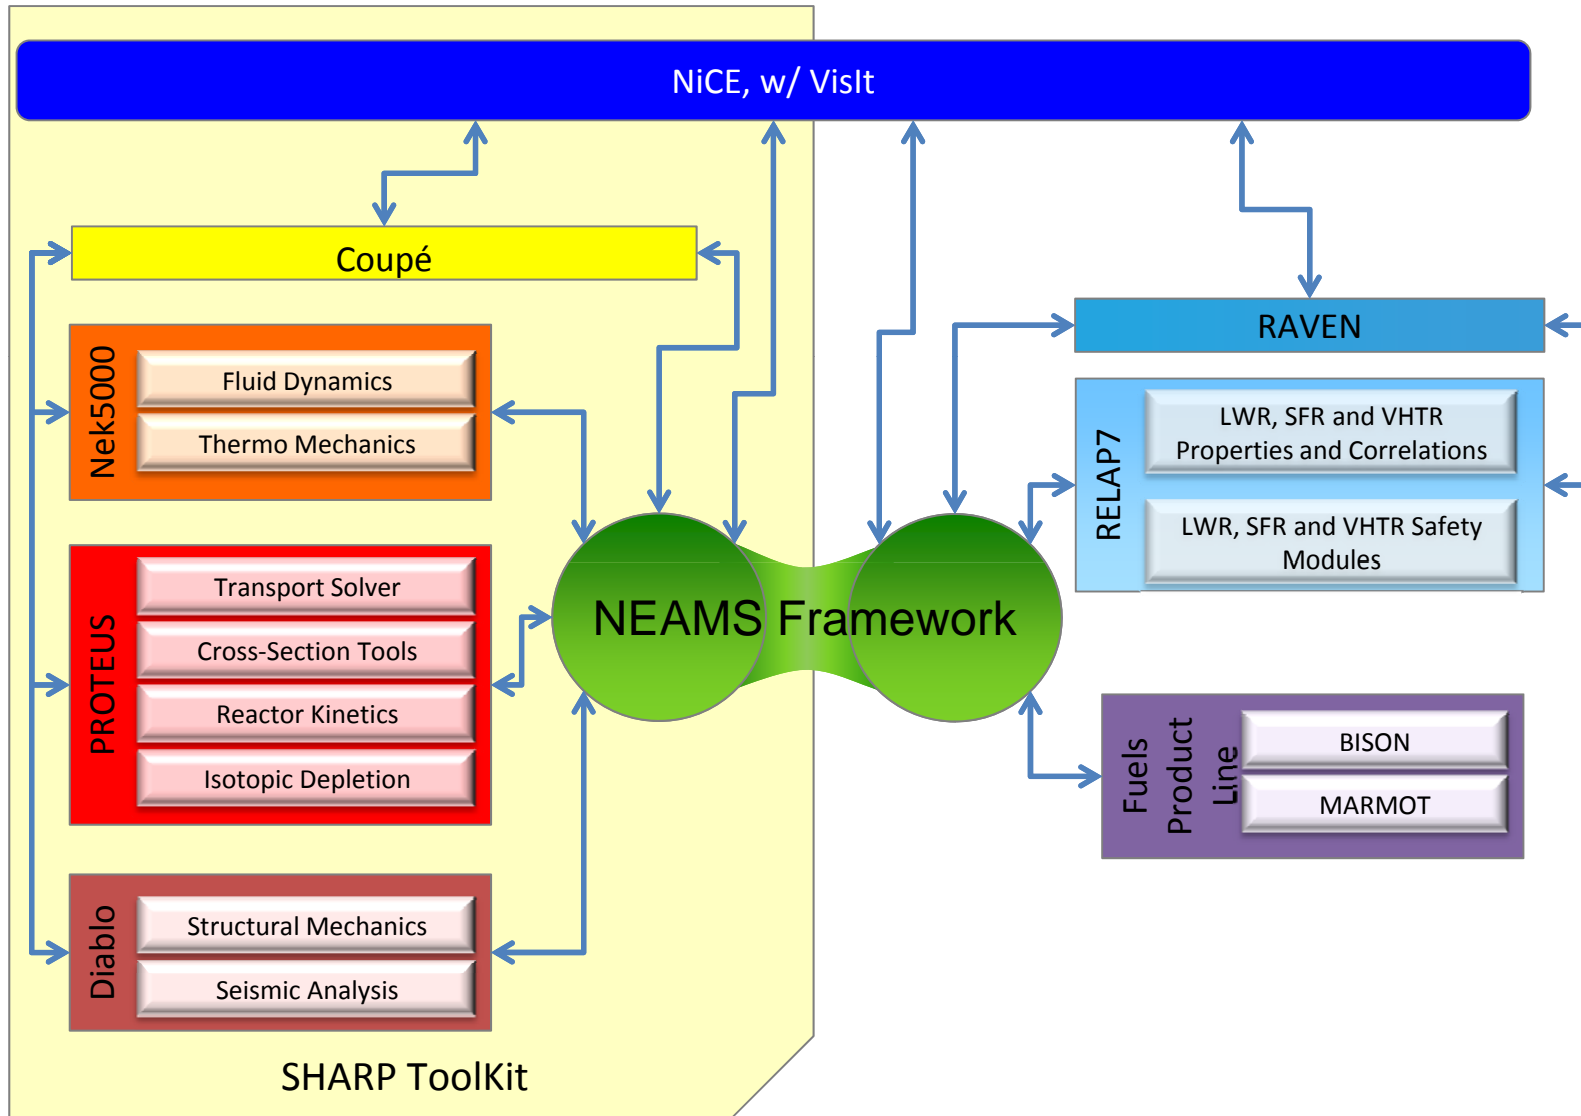 NiCE, w/ VisIt
Coupé
Nek5000
Fluid Dynamics
Thermo Mechanics
PROTEUS
Transport Solver
Cross-Section Tools
Reactor Kinetics
Isotopic Depletion
Diablo
Structural Mechanics
Seismic Analysis
SHARP ToolKit
NEAMS Framework
RAVEN
RELAP7
LWR, SFR and VHTR
Properties and Correlations
LWR, SFR and VHTR Safety
Modules
Fuels
Product
Line
BISON
MARMOT